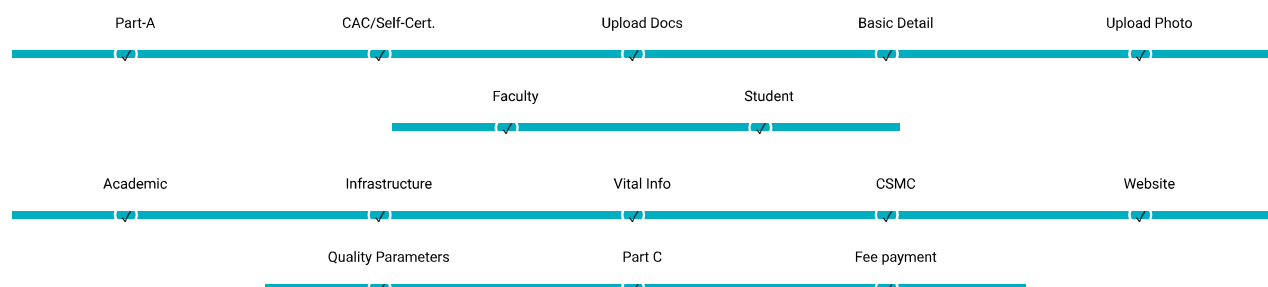 Part-A CAC/Self-Cert. Upload Docs Basic Detail Upload Photo
Faculty Student
Academic Infrastructure Vital Info CSMC Website
Quality Parameters Part C Fee payment